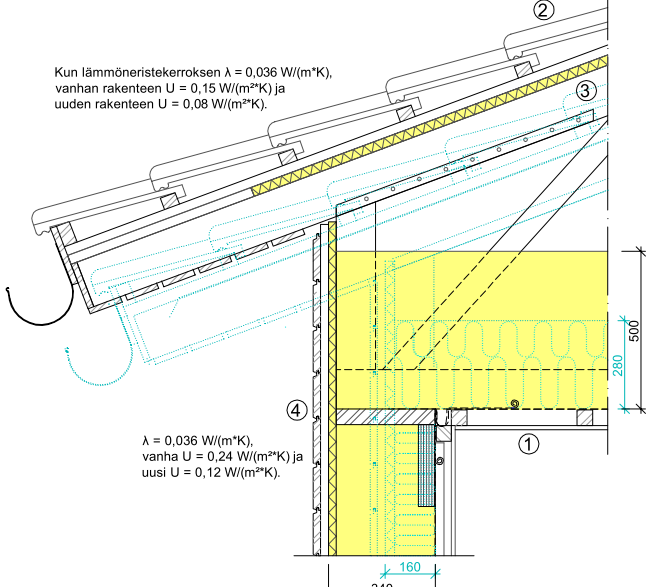 2
Kun lämmöneristekerroksen λ = 0,036 W/(m*K),
vanhan rakenteen U = 0,15 W/(m²*K) ja
uuden rakenteen U = 0,08 W/(m²*K).
3
500
280
4
1
λ = 0,036 W/(m*K),
vanha U = 0,24 W/(m²*K) ja
uusi U = 0,12 W/(m²*K).
160